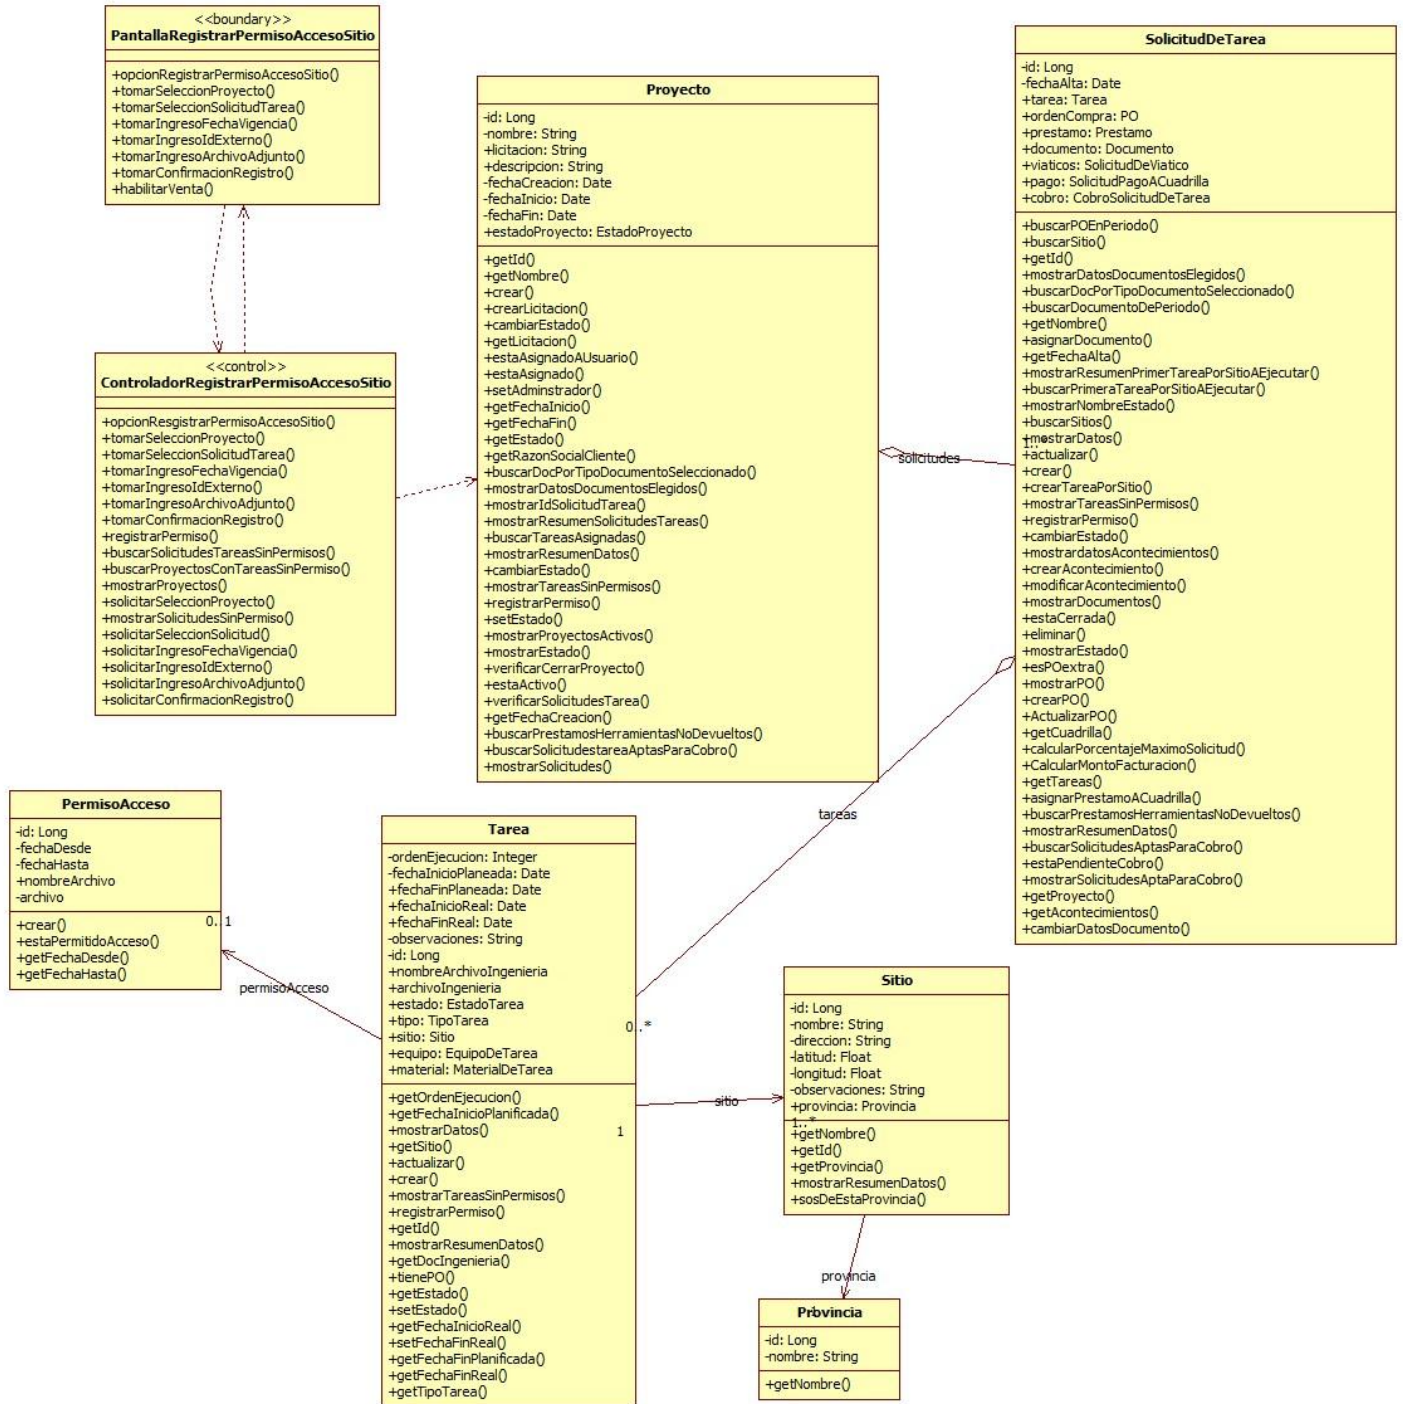 <<boundary>>
PantallaRegistrarPermisoAccesoSitio
+opcionRegistrarPermisoAccesoSitio()
+tomarSeleccionProyecto()
+tomarSeleccionSolicitudTarea()
+tomarIngresoFechaVigencia()
+tomarIngresoIdExterno()
+tomarIngresoArchivoAdjunto()
+tomarConfirmacionRegistro()
+habilitarVenta()
<<control>>
ControladorRegistrarPermisoAccesoSitio
+opcionResgistrarPermisoAccesoSitio()
+tomarSeleccionProyecto()
+tomarSeleccionSolicitudTarea()
+tomarIngresoFechaVigencia()
+tomarIngresoIdExterno()
+tomarIngresoArchivoAdjunto()
+tomarConfirmacionRegistro()
+registrarPermiso()
+buscarSolicitudesTareasSinPermisos()
+buscarProyectosConTareasSinPermiso()
+mostrarProyectos()
+solicitarSeleccionProyecto()
+mostrarSolicitudesSinPermiso()
+solicitarSeleccionSolicitud()
+solicitarIngresoFechaVigencia()
+solicitarIngresoIdExterno()
+solicitarIngresoArchivoAdjunto()
+solicitarConfirmacionRegistro()
Proyecto
-id: Long
-nombre: String
+licitacion: String
+descripcion: String
-fechaCreacion: Date
-fechaInicio: Date
-fechaFin: Date
+estadoProyecto: EstadoProyecto
+getId()
+getNombre()
+crear()
+crearLicitacion()
+cambiarEstado()
+getLicitacion()
+estaAsignadoAUsuario()
+estaAsignado()
+setAdminstrador()
+getFechaInicio()
+getFechaFin()
+getEstado()
+getRazonSocialCliente()
+buscarDocPorTipoDocumentoSeleccionado()
+mostrarDatosDocumentosElegidos()
+mostrarIdSolicitudTarea()
+mostrarResumenSolicitudesTareas()
+buscarTareasAsignadas()
+mostrarResumenDatos()
+cambiarEstado()
+mostrarTareasSinPermisos()
+registrarPermiso()
+setEstado()
+mostrarProyectosActivos()
+mostrarEstado()
+verificarCerrarProyecto()
+estaActivo()
+verificarSolicitudesTarea()
+getFechaCreacion()
+buscarPrestamosHerramientasNoDevueltos()
+buscarSolicitudestareaAptasParaCobro()
+mostrarSolicitudes()
solicitudes
1..*
SolicitudDeTarea
-id: Long
-fechaAlta: Date
+tarea: Tarea
+ordenCompra: PO
+prestamo: Prestamo
+documento: Documento
+viaticos: SolicitudDeViatico
+pago: SolicitudPagoACuadrilla
+cobro: CobroSolicitudDeTarea
+buscarPOEnPeriodo()
+buscarSitio()
+getId()
+mostrarDatosDocumentosElegidos()
+buscarDocPorTipoDocumentoSeleccionado()
+buscarDocumentoDePeriodo()
+getNombre()
+asignarDocumento()
+getFechaAlta()
+mostrarResumenPrimerTareaPorSitioAEjecutar()
+buscarPrimeraTareaPorSitioAEjecutar()
+mostrarNombreEstado()
+buscarSitios()
+mostrarDatos()
+actualizar()
+crear()
+crearTareaPorSitio()
+mostrarTareasSinPermisos()
+registrarPermiso()
+cambiarEstado()
+mostrardatosAcontecimientos()
+crearAcontecimiento()
+modificarAcontecimiento()
+mostrarDocumentos()
+estaCerrada()
+eliminar()
+mostrarEstado()
+esPOextra()
+mostrarPO()
+crearPO()
+ActualizarPO()
+getCuadrilla()
+calcularPorcentajeMaximoSolicitud()
+CalcularMontoFacturacion()
+getTareas()
+asignarPrestamoACuadrilla()
+buscarPrestamosHerramientasNoDevueltos()
+mostrarResumenDatos()
+buscarSolicitudesAptasParaCobro()
+estaPendienteCobro()
+mostrarSolicitudesAptaParaCobro()
+getProyecto()
+getAcontecimientos()
+cambiarDatosDocumento()
tareas
0..*
PermisoAcceso
-id: Long
-fechaDesde
-fechaHasta
+nombreArchivo
-archivo
+crear()
+estaPermitidoAcceso()
+getFechaDesde()
+getFechaHasta()
0..1
permisoAcceso
Tarea
-ordenEjecucion: Integer
-fechaInicioPlaneada: Date
+fechaFinPlaneada: Date
+fechaInicioReal: Date
+fechaFinReal: Date
-observaciones: String
-id: Long
+nombreArchivoIngenieria
+archivoIngenieria
+estado: EstadoTarea
+tipo: TipoTarea
+sitio: Sitio
+equipo: EquipoDeTarea
+material: MaterialDeTarea
+getOrdenEjecucion()
+getFechaInicioPlanificada()
+mostrarDatos()
+getSitio()
+actualizar()
+crear()
+mostrarTareasSinPermisos()
+registrarPermiso()
+getId()
+mostrarResumenDatos()
+getDocIngenieria()
+tienePO()
+getEstado()
+setEstado()
+getFechaInicioReal()
+setFechaFinReal()
+getFechaFinPlanificada()
+getFechaFinReal()
+getTipoTarea()
1
sitio
1..*
Sitio
-id: Long
-nombre: String
-direccion: String
-latitud: Float
-longitud: Float
-observaciones: String
+provincia: Provincia
+getNombre()
+getId()
+getProvincia()
+mostrarResumenDatos()
+sosDeEstaProvincia()
provincia
Provincia
-id: Long
-nombre: String
+getNombre()